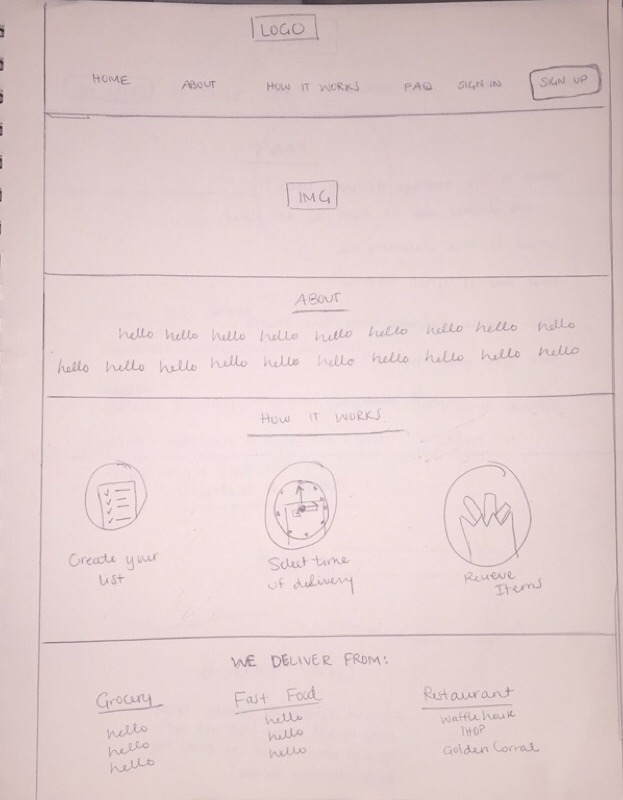 LOGO
HOME ABOUT HOW IT WORKS FAQ SIGN IN SIGN UP
IMG
ABOUT
hello hello hello hello hello hello hello hello hello
hello hello hello hello hello hello hello hello hello hello
HOW IT WORKS
Create your
list
Select time
of delivery
Recieve
Items
WE DELIVER FROM:
Grocery
hello
hello
hello
Fast Food
hello
hello
hello
Restaurant
waffle house
IHOP
Golden Corral